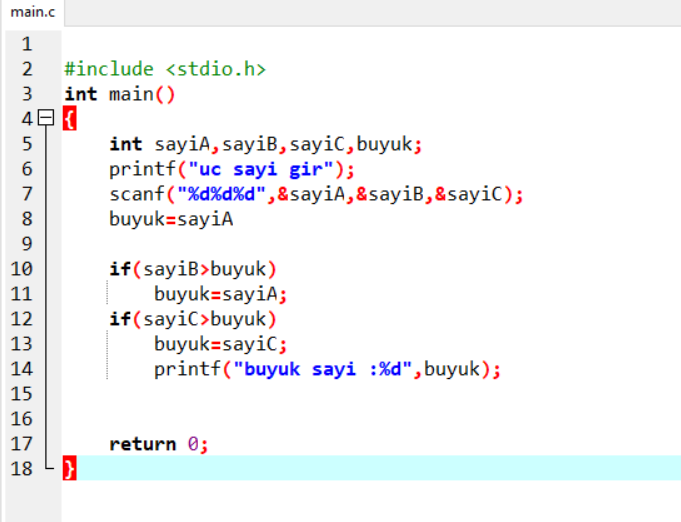 main.c
1
2 #include <stdio.h>
3 int main()
4 {
5 int sayiA,sayiB,sayiC,buyuk;
6 printf("uc sayi gir");
7 scanf("%d%d%d",&sayiA,&sayiB,&sayiC);
8 buyuk=sayiA
9
10 if(sayiB>buyuk)
11 buyuk=sayiA;
12 if(sayiC>buyuk)
13 buyuk=sayiC;
14 printf("buyuk sayi :%d",buyuk);
15
16
17 return 0;
18 }